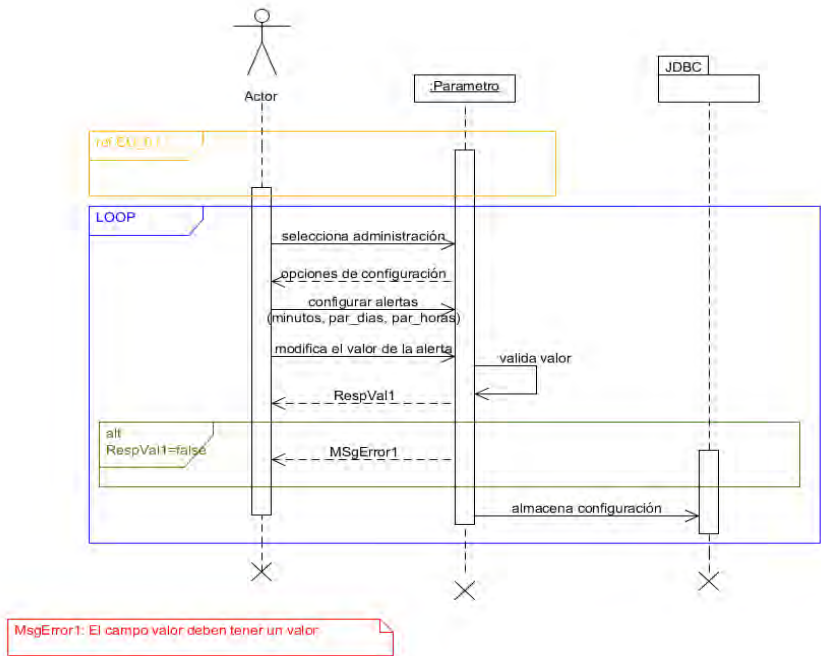 Actor
:Parametro
JDBC
LOOP
selecciona administración
opciones de configuración
configurar alertas
(minutos, par_dias, par_horas)
modifica el valor de la alerta
valida valor
RespVal1
alt
RespVal1=false
MSgError1
almacena configuración
MsgError1: El campo valor deben tener un valor